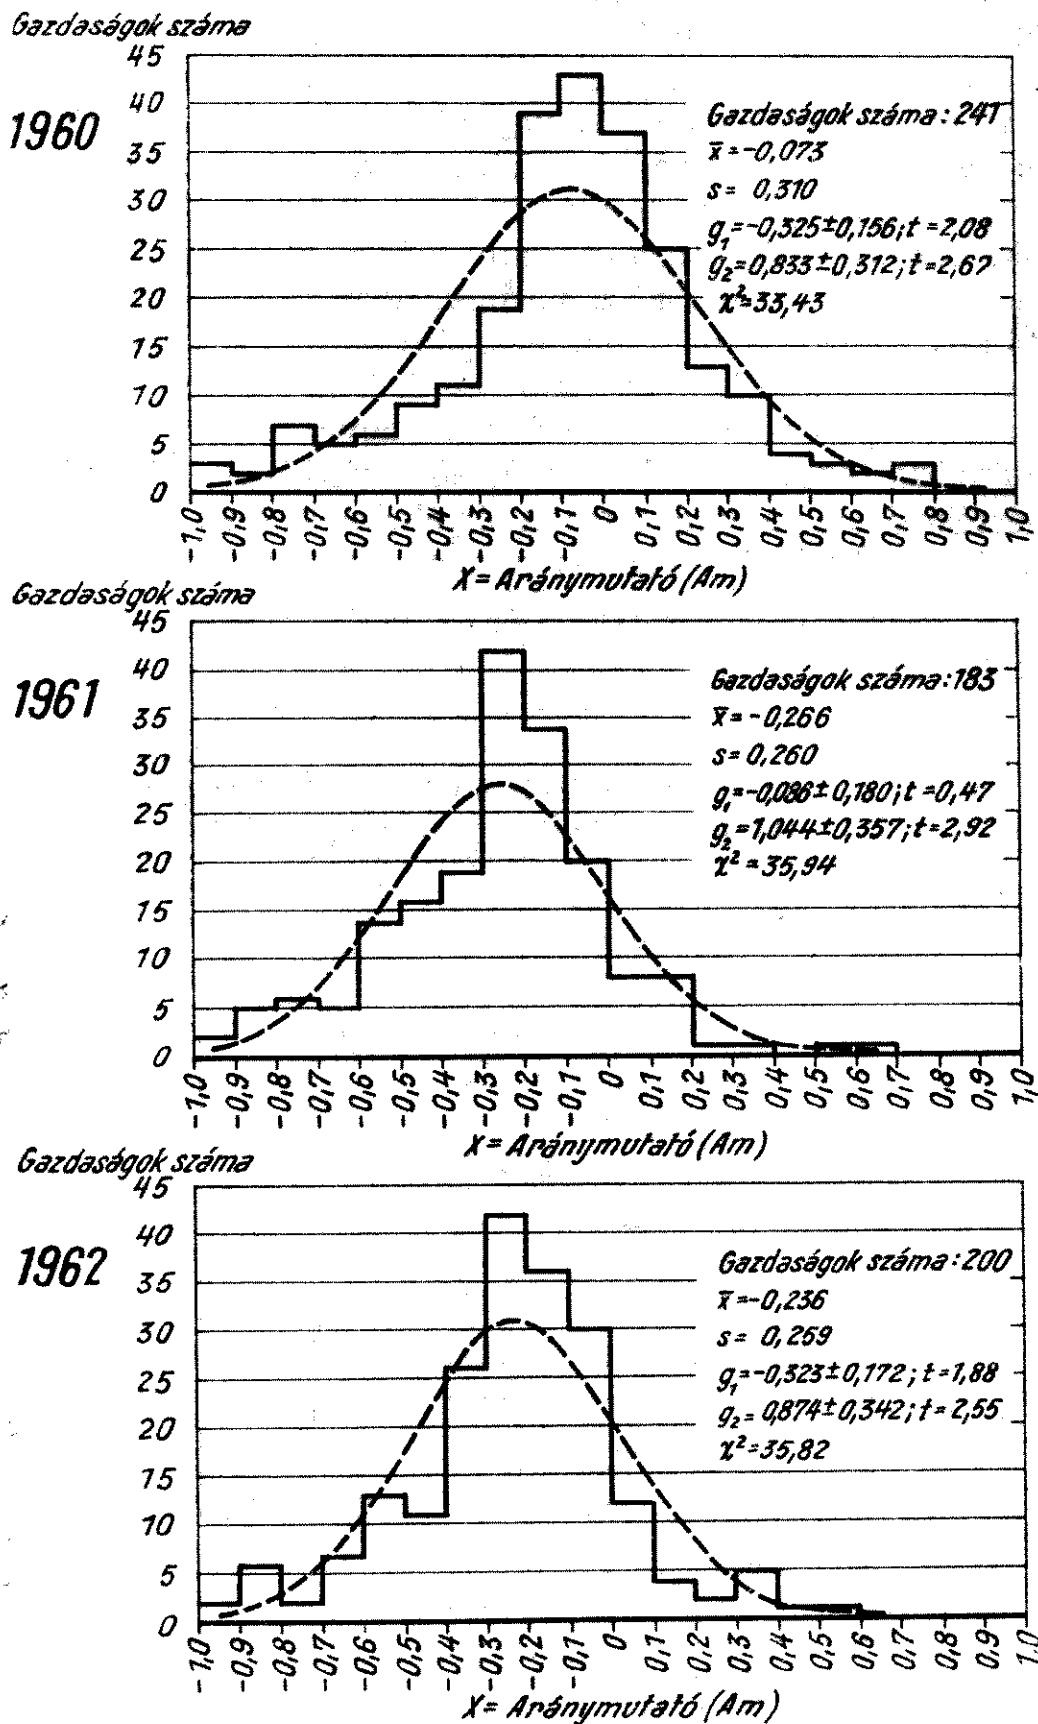 Gazdaságok száma
1960
45
40
35
30
25
20
15
10
5
0
Gazdaságok száma: 241
x̄=-0,073
s= 0,310
g₁=-0,325±0,156; t=2,08
g₂=0,833±0,312; t=2,67
χ²=33,43
-1,0 -0,9 -0,8 -0,7 -0,6 -0,5 -0,4 -0,3 -0,2 -0,1 0 0,1 0,2 0,3 0,4 0,5 0,6 0,7 0,8 0,9 1,0
X= Aránymutató (Am)
Gazdaságok száma
1961
45
40
35
30
25
20
15
10
5
0
Gazdaságok száma: 183
x̄=-0,266
s= 0,260
g₁=-0,086±0,180; t=0,47
g₂=1,044±0,357; t=2,92
χ²=35,94
-1,0 -0,9 -0,8 -0,7 -0,6 -0,5 -0,4 -0,3 -0,2 -0,1 0 0,1 0,2 0,3 0,4 0,5 0,6 0,7 0,8 0,9 1,0
X= Aránymutató (Am)
Gazdaságok száma
1962
45
40
35
30
25
20
15
10
5
0
Gazdaságok száma: 200
x̄=-0,236
s= 0,259
g₁=-0,323±0,172; t=1,88
g₂=0,874±0,342; t=2,55
χ²=35,82
-1,0 -0,9 -0,8 -0,7 -0,6 -0,5 -0,4 -0,3 -0,2 -0,1 0 0,1 0,2 0,3 0,4 0,5 0,6 0,7 0,8 0,9 1,0
X= Aránymutató (Am)